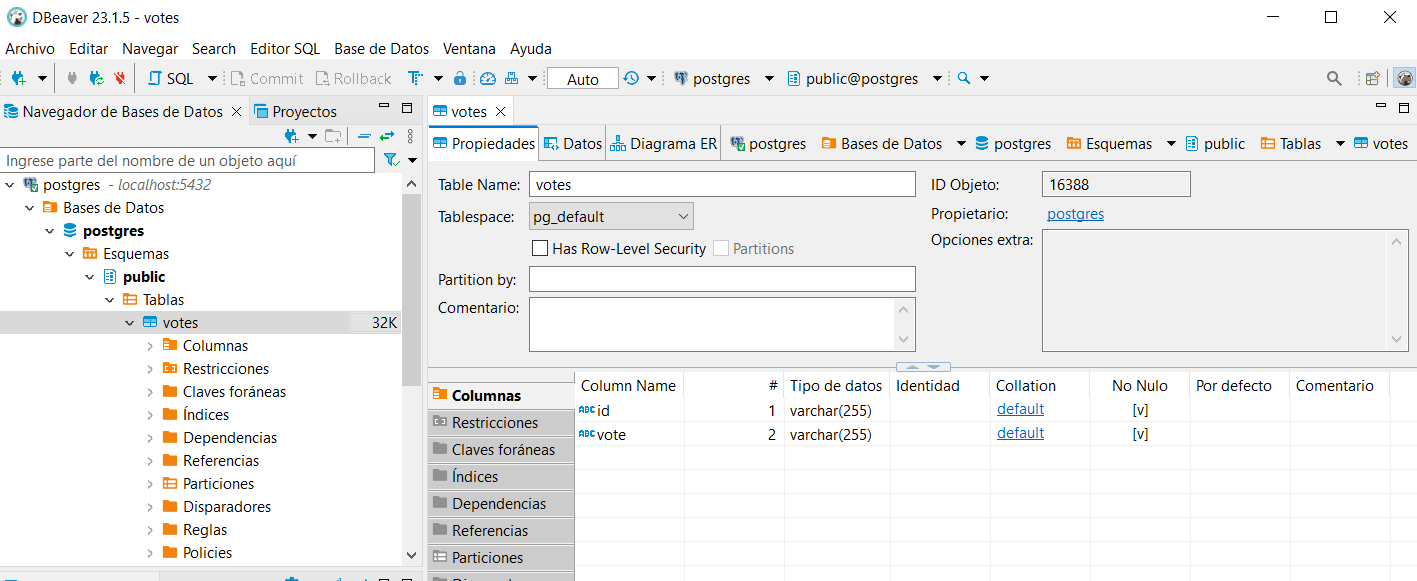 DBeaver 23.1.5 - votes
Archivo Editar Navegar Search Editor SQL Base de Datos Ventana Ayuda
SQL Commit Rollback Auto postgres public@postgres
Navegador de Bases de Datos Proyectos
Ingrese parte del nombre de un objeto aquí
postgres - localhost:5432
Bases de Datos
postgres
Esquemas
public
Tablas
votes 32K
Columnas
Restricciones
Claves foráneas
Índices
Dependencias
Referencias
Particiones
Disparadores
Reglas
Policies
votes
Propiedades Datos Diagrama ER postgres Bases de Datos postgres Esquemas public Tablas votes
Table Name: votes
Tablespace: pg_default
Has Row-Level Security Partitions
Partition by:
Comentario:
ID Objeto: 16388
Propietario: postgres
Opciones extra:
Columnas
Restricciones
Claves foráneas
Índices
Dependencias
Referencias
Particiones
Column Name # Tipo de datos Identidad Collation No Nulo Por defecto Comentario
ABC id 1 varchar(255) default [v]
ABC vote 2 varchar(255) default [v]